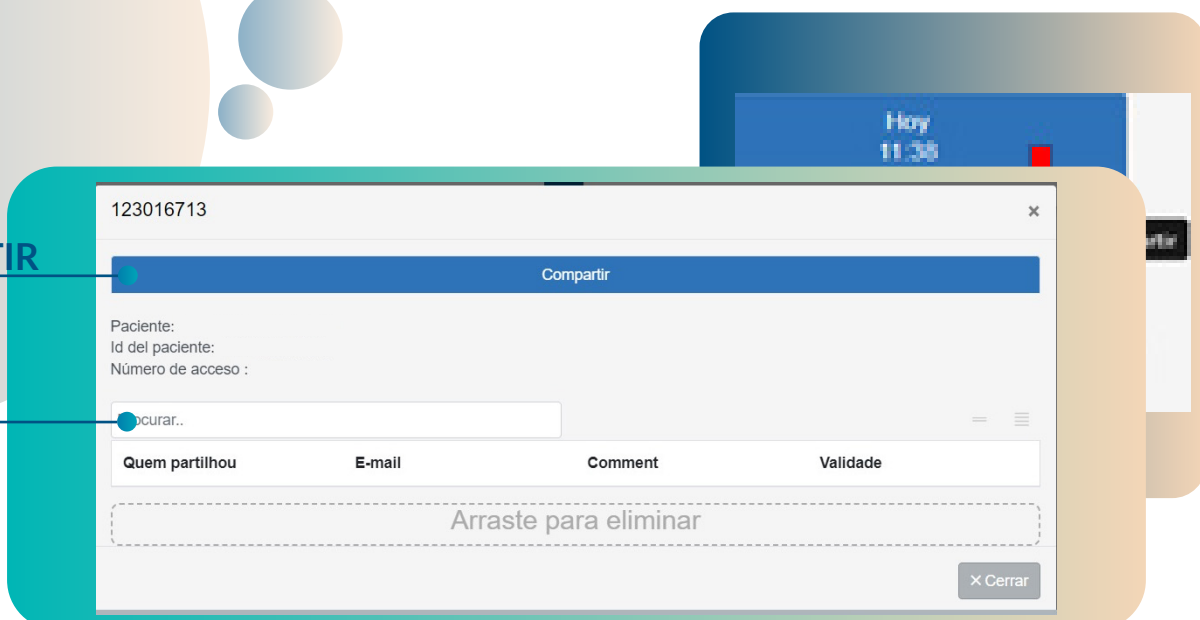 Hoy
11:38
123016713
×
TIR
Compartir
Paciente:
Id del paciente:
Número de acceso :
ocurar..
Quem partilhou E-mail Comment Validade
Arraste para eliminar
× Cerrar